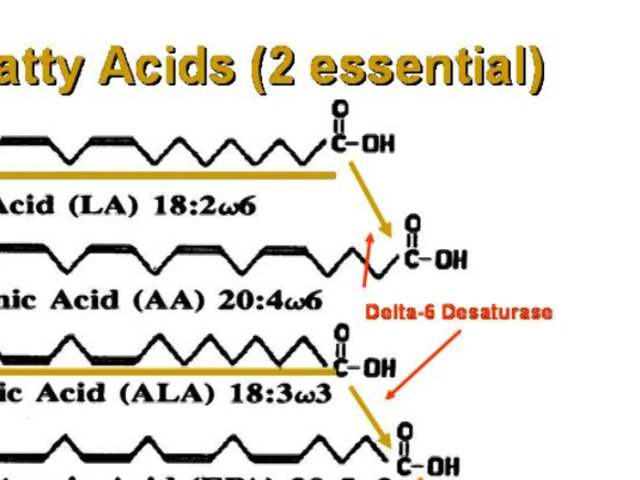 atty Acids (2 essential)
O
C-OH
Acid (LA) 18:2ω6
O
C-OH
nic Acid (AA) 20:4ω6
Delta-6 Desaturase
O
C-OH
ic Acid (ALA) 18:3ω3
O
C-OH